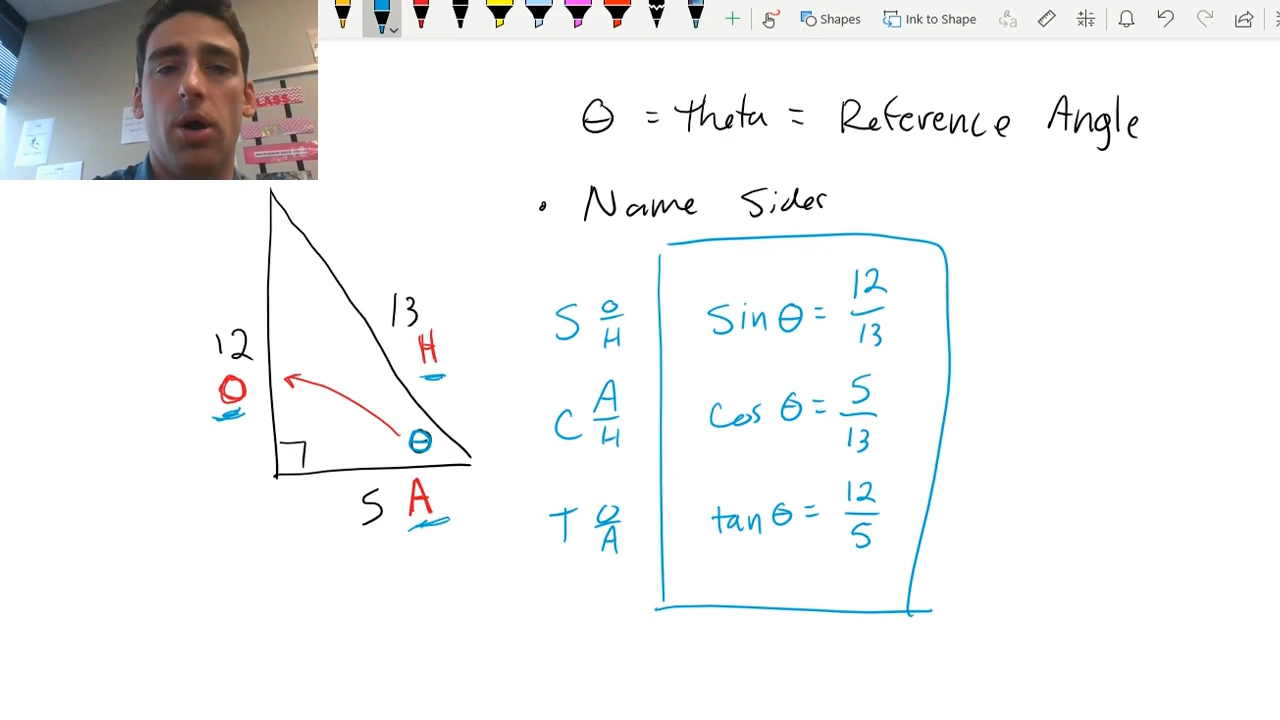 Shapes
Ink to Shape
LASS
θ = theta = Reference Angle
• Name Sides
13
H
12
O
θ
5 A
S O/H sin θ = 12/13
C A/H cos θ = 5/13
T O/A tan θ = 12/5